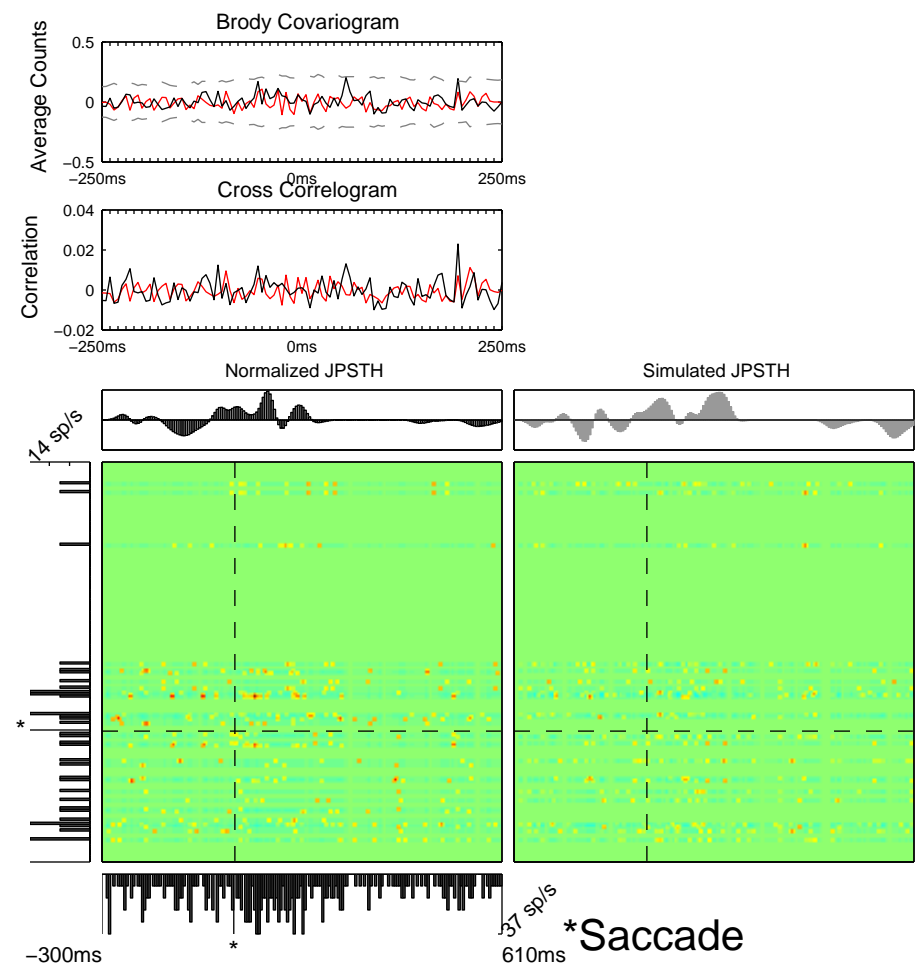 Brody Covariogram
0.5
0
−0.5
Average Counts
−250ms
0ms
250ms
Cross Correlogram
0.04
0.02
0
−0.02
Correlation
−250ms
0ms
250ms
Normalized JPSTH
Simulated JPSTH
14 sp/s
*
*
37 sp/s
−300ms
610ms
*Saccade